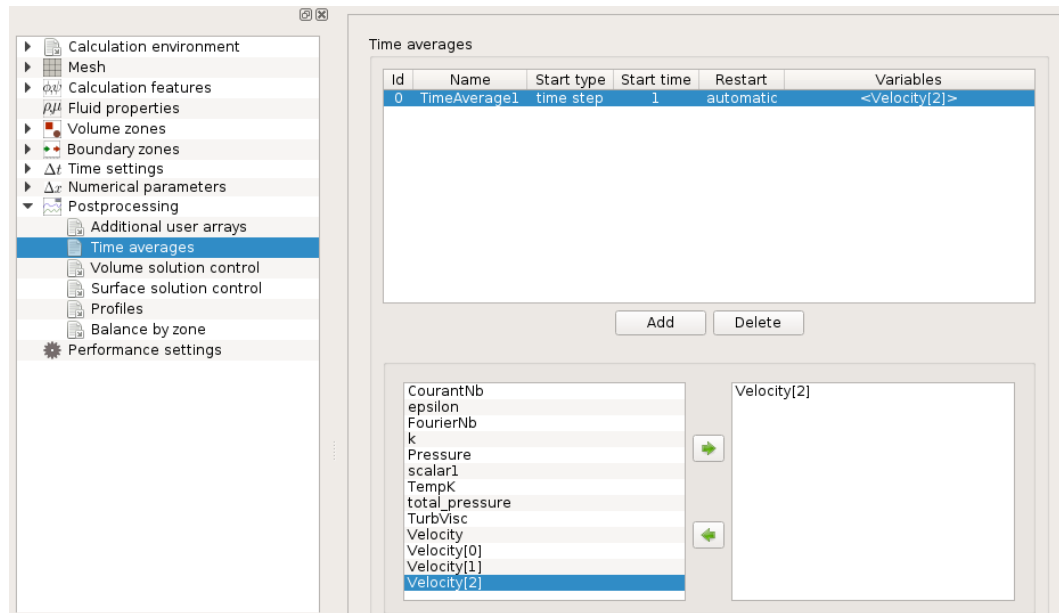 Calculation environment
Mesh
ϕ,ψ Calculation features
ρ,μ Fluid properties
Volume zones
Boundary zones
Δt Time settings
Δx Numerical parameters
Postprocessing
Additional user arrays
Time averages
Volume solution control
Surface solution control
Profiles
Balance by zone
Performance settings
Time averages
Id Name Start type Start time Restart Variables
0 TimeAverage1 time step 1 automatic <Velocity[2]>
Add Delete
CourantNb
epsilon
FourierNb
k
Pressure
scalar1
TempK
total_pressure
TurbVisc
Velocity
Velocity[0]
Velocity[1]
Velocity[2]
Velocity[2]